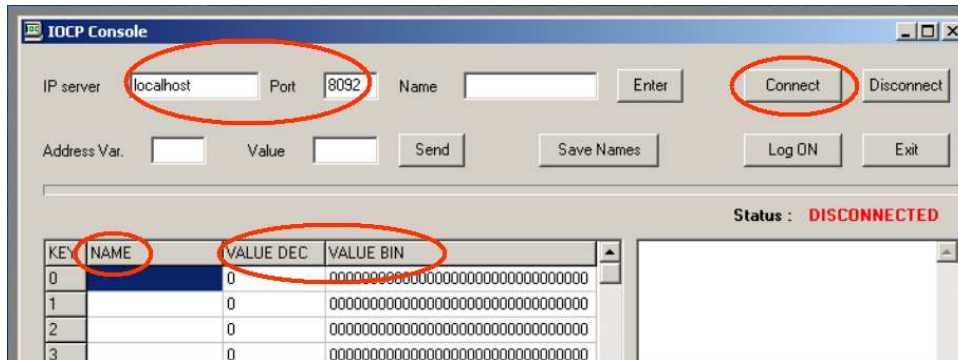 IOCP Console
IP server localhost Port 8092 Name Enter Connect Disconnect
Address Var. Value Send Save Names Log ON Exit
Status : DISCONNECTED
KEY NAME VALUE DEC VALUE BIN
0 0 00000000000000000000000000000000
1 0 00000000000000000000000000000000
2 0 00000000000000000000000000000000
3 0 00000000000000000000000000000000